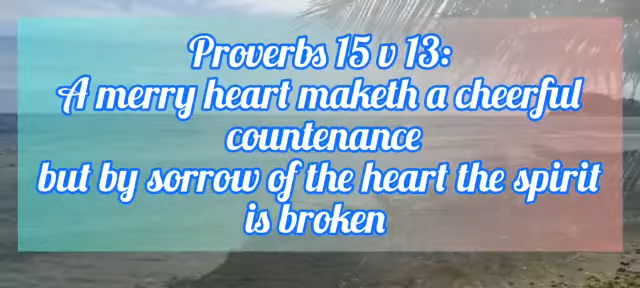 Proverbs 15 v 13:
A merry heart maketh a cheerful
countenance
but by sorrow of the heart the spirit
is broken